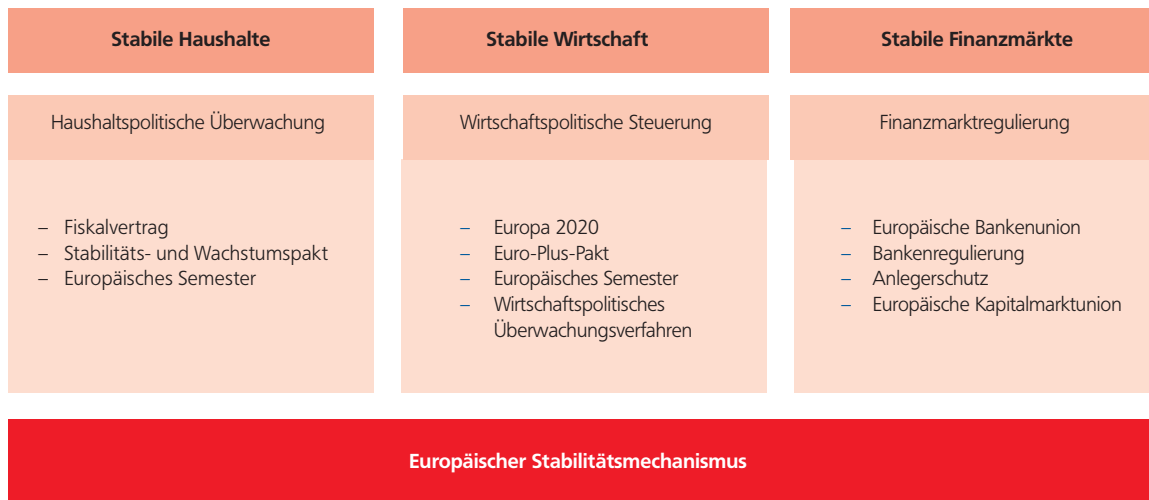 Stabile Haushalte
Stabile Wirtschaft
Stabile Finanzmärkte
Haushaltspolitische Überwachung
Wirtschaftspolitische Steuerung
Finanzmarktregulierung
– Fiskalvertrag
– Stabilitäts- und Wachstumspakt
– Europäisches Semester
– Europa 2020
– Euro-Plus-Pakt
– Europäisches Semester
– Wirtschaftspolitisches
Überwachungsverfahren
– Europäische Bankenunion
– Bankenregulierung
– Anlegerschutz
– Europäische Kapitalmarktunion
Europäischer Stabilitätsmechanismus